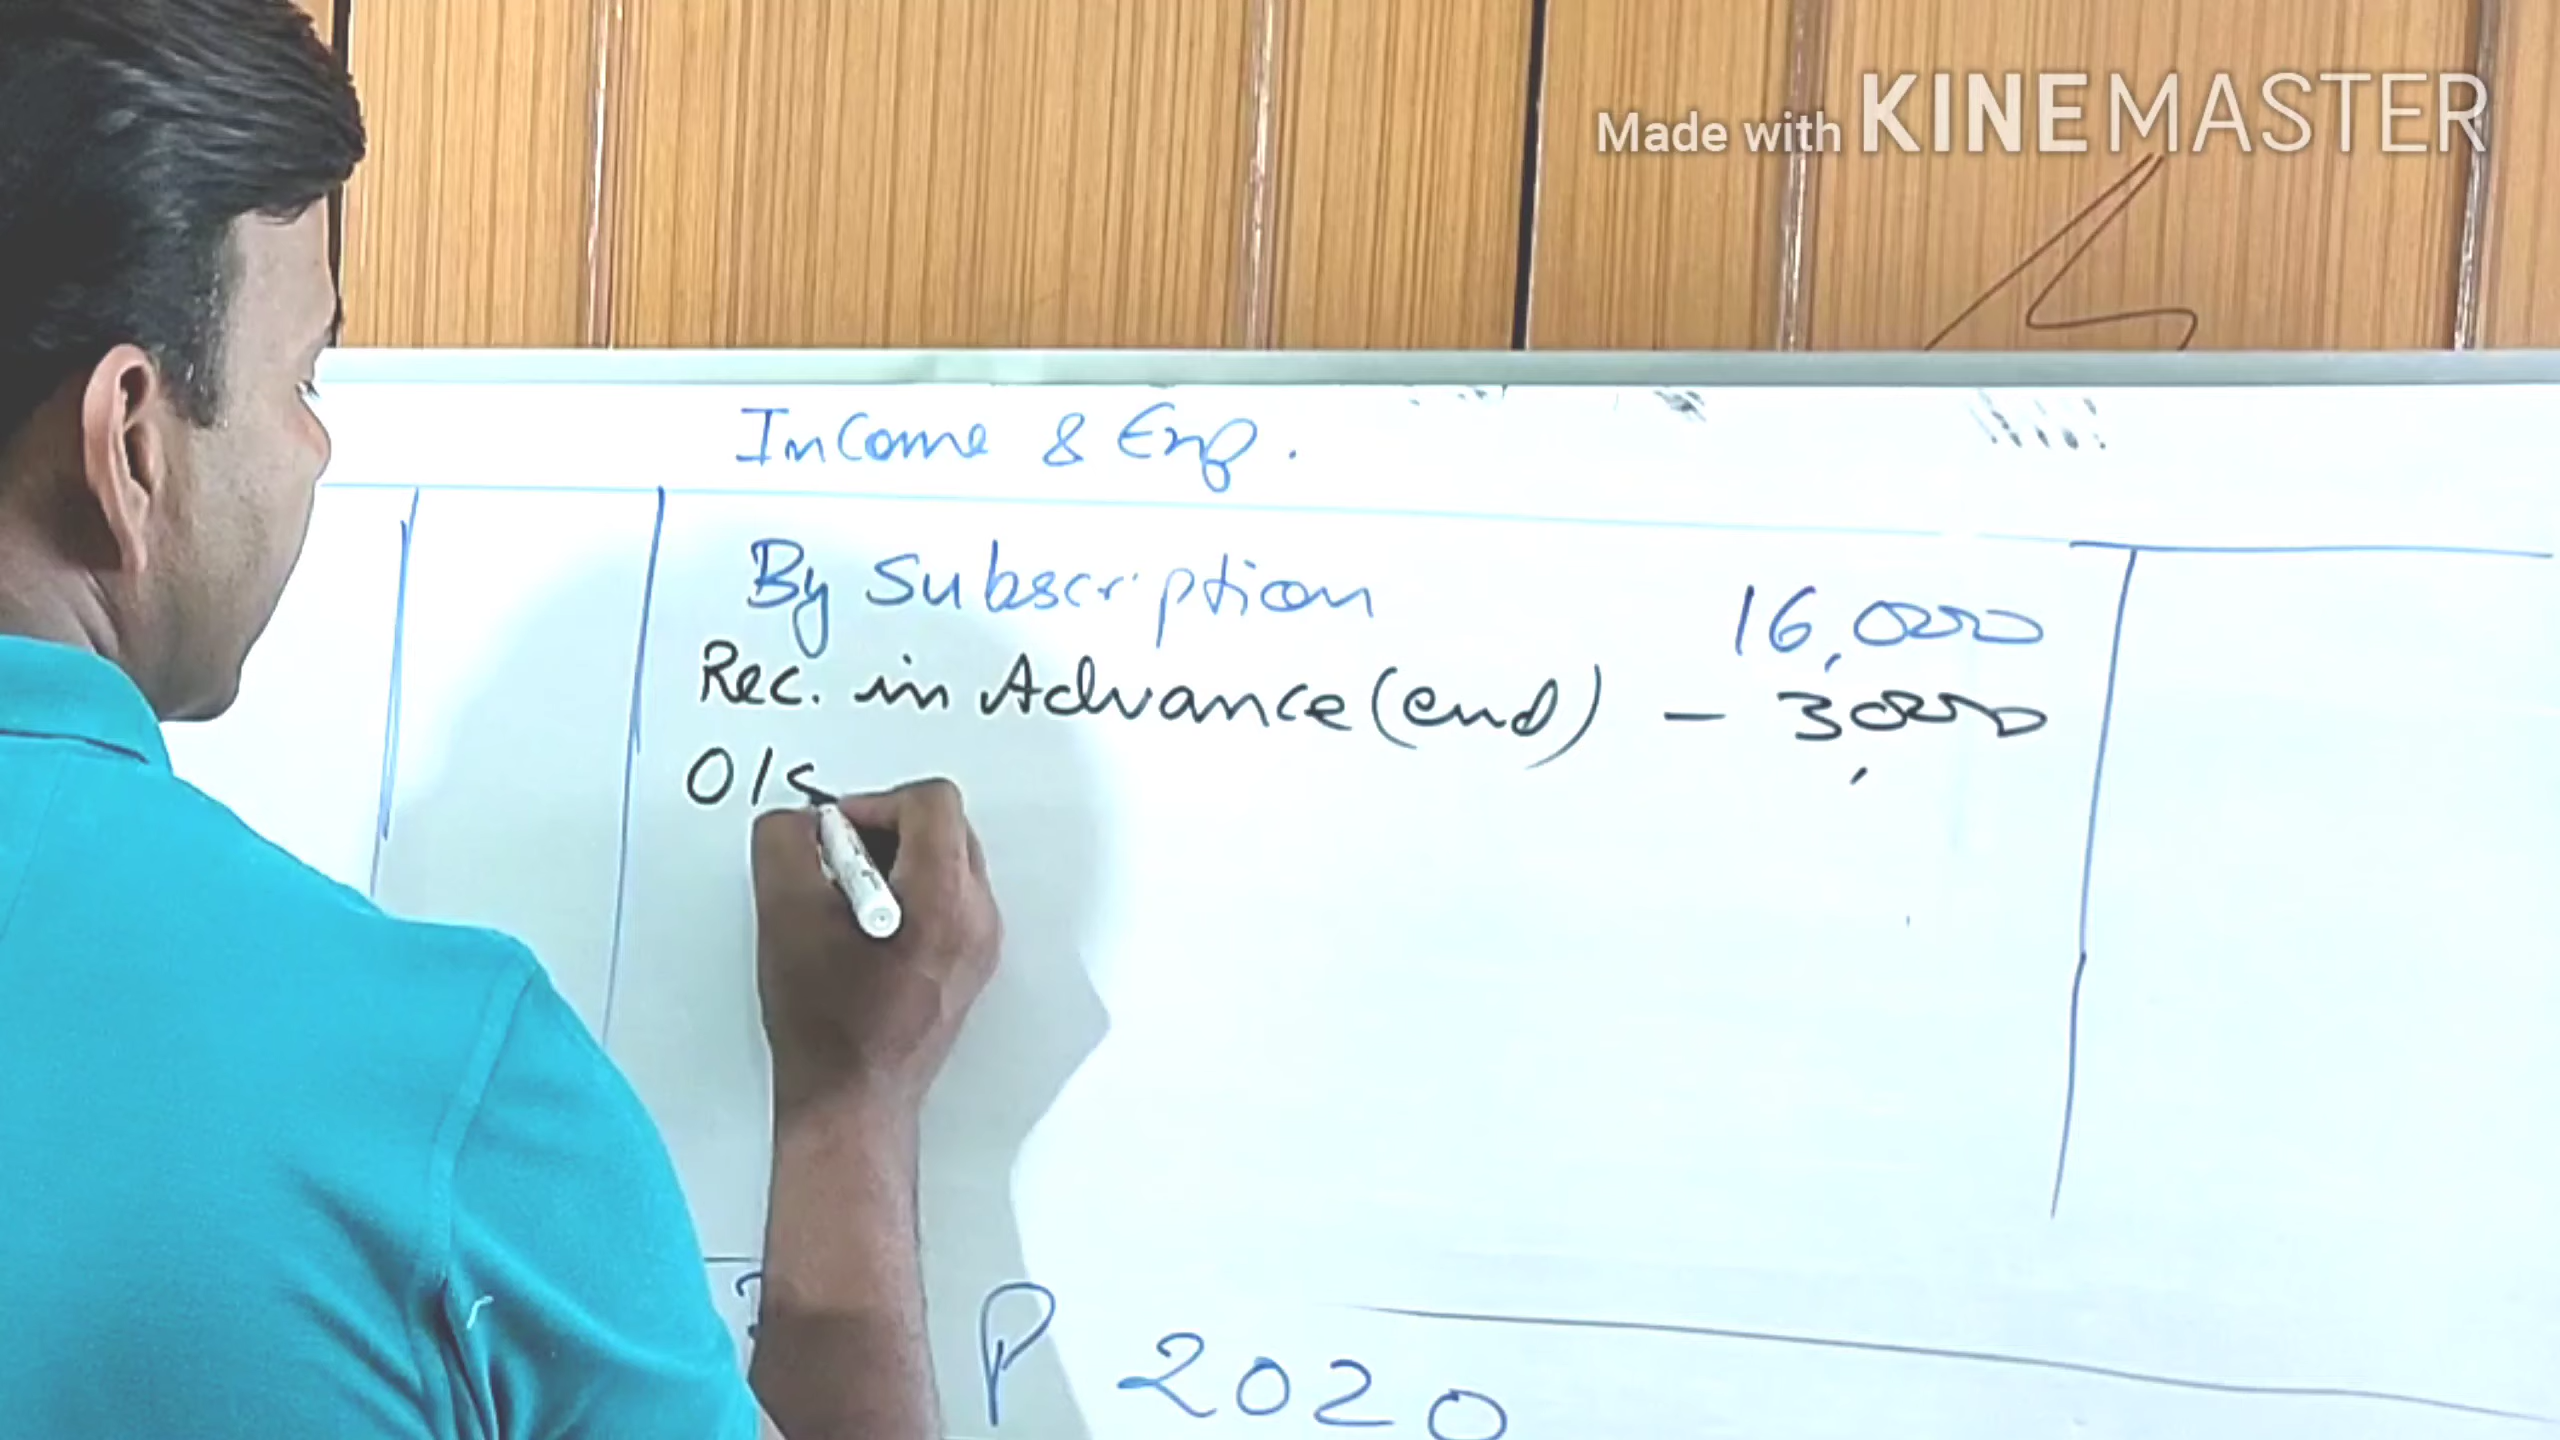 Made with KINEMASTER
Income & Exp.
By Subscription 16,000
Rec. in Advance (end) - 3,000
O/S
P 2020